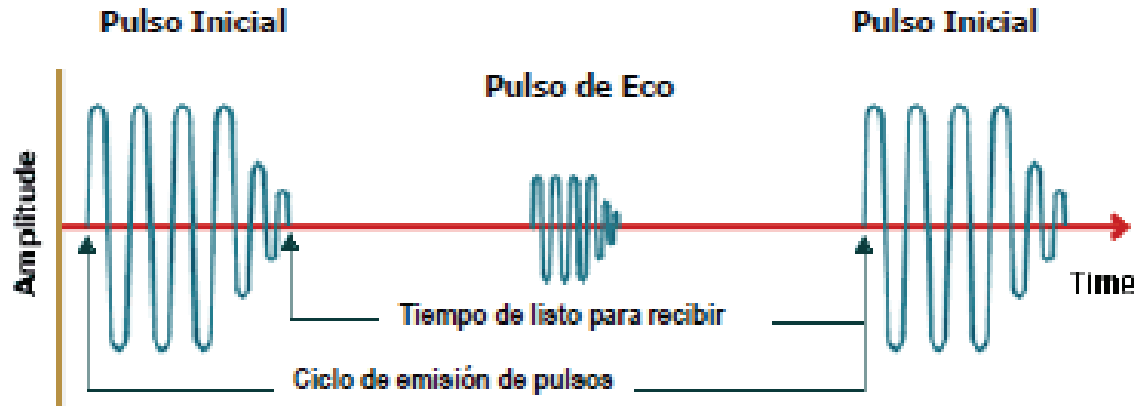 Pulso Inicial
Pulso Inicial
Pulso de Eco
Amplitude
Time
Tiempo de listo para recibir
Ciclo de emisión de pulsos